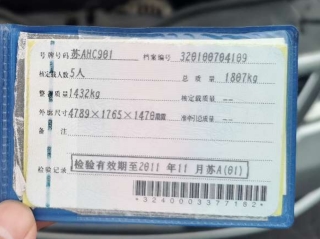 号牌号码 苏AHC901 档案编号 320100704109
核定载人数 5人 总质量 1807kg
整备质量 1432kg 核定载质量 --
外廓尺寸 4789×1765×1470mm 准牵引总质量 --
检验记录 检验有效期至2011年11月苏A(01)
*3240003377182*